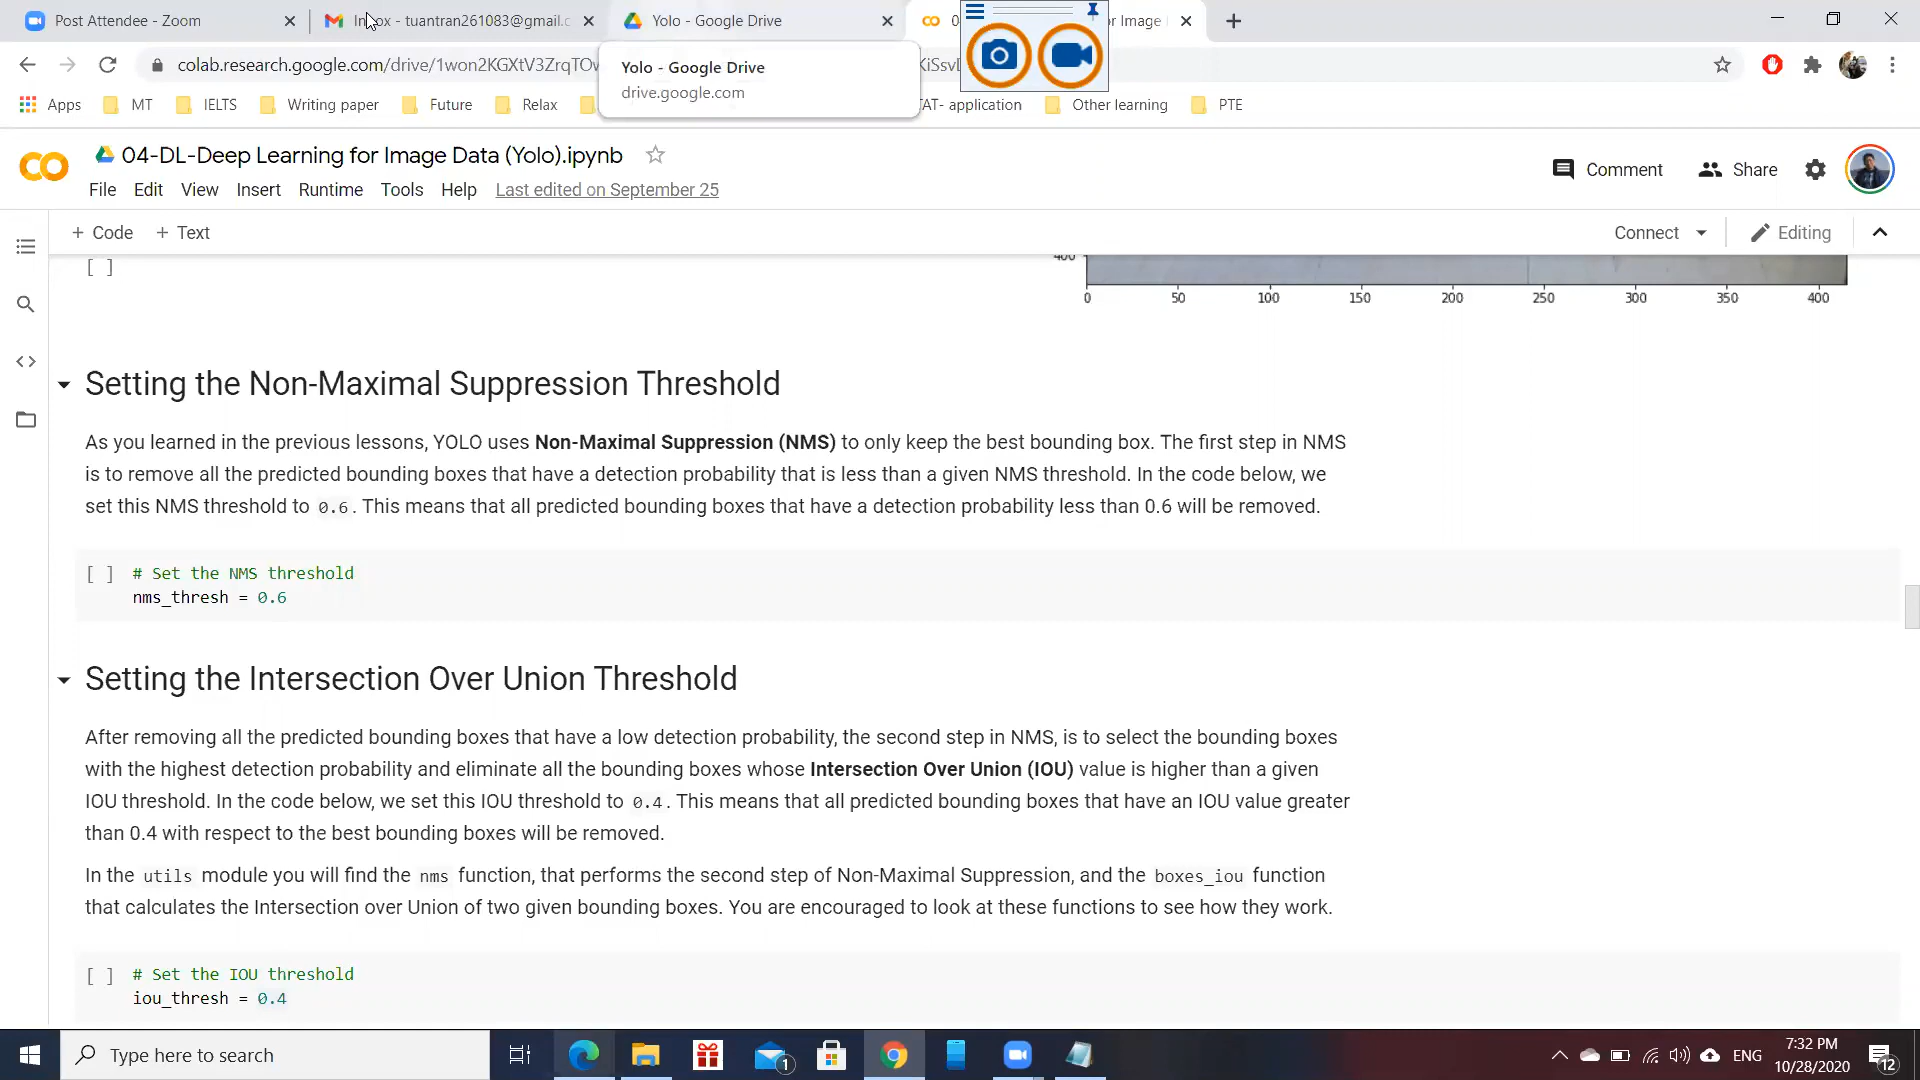 Post Attendee - Zoom
Inbox - tuantran261083@gmail.c
Yolo - Google Drive
or Image
colab.research.google.com/drive/1won2KGXtV3ZrqTOw
Yolo - Google Drive
drive.google.com
Apps
MT
IELTS
Writing paper
Future
Relax
AT- application
Other learning
PTE
04-DL-Deep Learning for Image Data (Yolo).ipynb
Comment
Share
File
Edit
View
Insert
Runtime
Tools
Help
Last edited on September 25
+ Code
+ Text
Connect
Editing
[ ]
400
0 50 100 150 200 250 300 350 400
Setting the Non-Maximal Suppression Threshold
As you learned in the previous lessons, YOLO uses Non-Maximal Suppression (NMS) to only keep the best bounding box. The first step in NMS
is to remove all the predicted bounding boxes that have a detection probability that is less than a given NMS threshold. In the code below, we
set this NMS threshold to 0.6. This means that all predicted bounding boxes that have a detection probability less than 0.6 will be removed.
[ ] # Set the NMS threshold
nms_thresh = 0.6
Setting the Intersection Over Union Threshold
After removing all the predicted bounding boxes that have a low detection probability, the second step in NMS, is to select the bounding boxes
with the highest detection probability and eliminate all the bounding boxes whose Intersection Over Union (IOU) value is higher than a given
IOU threshold. In the code below, we set this IOU threshold to 0.4. This means that all predicted bounding boxes that have an IOU value greater
than 0.4 with respect to the best bounding boxes will be removed.
In the utils module you will find the nms function, that performs the second step of Non-Maximal Suppression, and the boxes_iou function
that calculates the Intersection over Union of two given bounding boxes. You are encouraged to look at these functions to see how they work.
[ ] # Set the IOU threshold
iou_thresh = 0.4
Type here to search
1
ENG
7:32 PM
10/28/2020
12